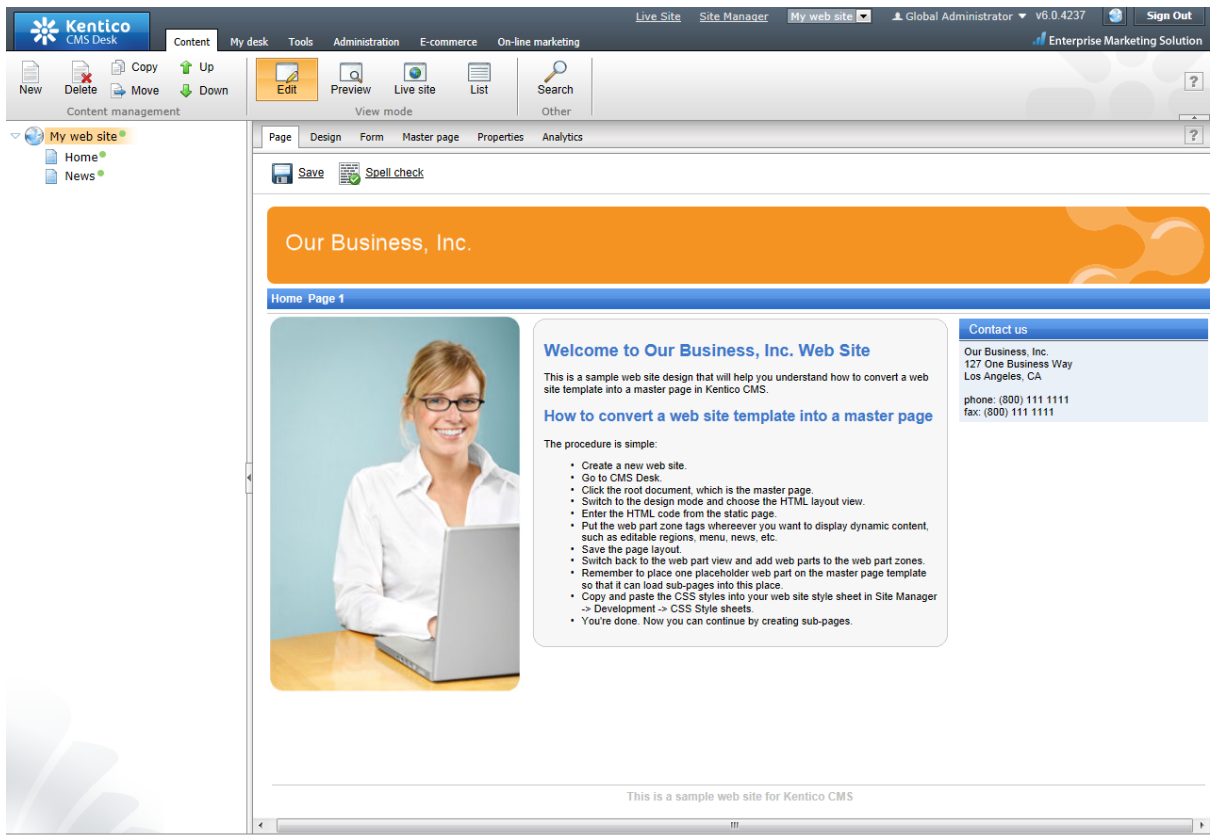 Kentico
CMS Desk
Live Site Site Manager My web site Global Administrator v6.0.4237 Sign Out
Content My desk Tools Administration E-commerce On-line marketing
Enterprise Marketing Solution
New Delete Copy Move Up Down
Content management
Edit Preview Live site List
View mode
Search
Other
?
My web site
Home
News
Page Design Form Master page Properties Analytics ?
Save Spell check
Our Business, Inc.
Home Page 1
Welcome to Our Business, Inc. Web Site
This is a sample web site design that will help you understand how to convert a web
site template into a master page in Kentico CMS.
How to convert a web site template into a master page
The procedure is simple:
• Create a new web site.
• Go to CMS Desk.
• Click the root document, which is the master page.
• Switch to the design mode and choose the HTML layout view.
• Enter the HTML code from the static page.
• Put the web part zone tags whereever you want to display dynamic content,
such as editable regions, menu, news, etc.
• Save the page layout.
• Switch back to the web part view and add web parts to the web part zones.
• Remember to place one placeholder web part on the master page template
so that it can load sub-pages into this place.
• Copy and paste the CSS styles into your web site style sheet in Site Manager
-> Development -> CSS Style sheets.
• You're done. Now you can continue by creating sub-pages.
Contact us
Our Business, Inc.
127 One Business Way
Los Angeles, CA
phone: (800) 111 1111
fax: (800) 111 1111
This is a sample web site for Kentico CMS